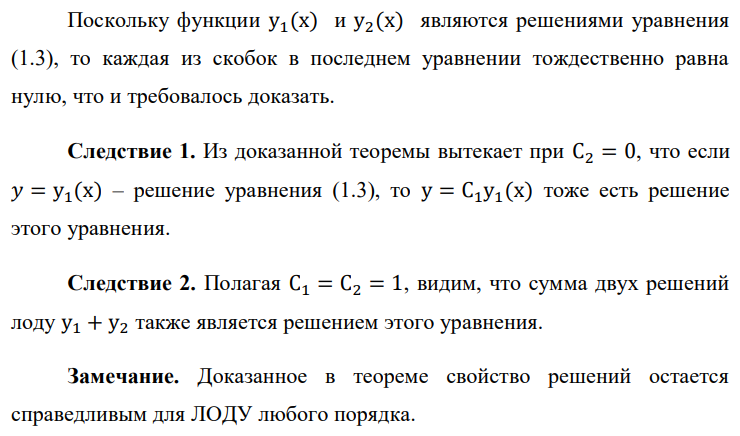 Поскольку функции y₁(x) и y₂(x) являются решениями уравнения
(1.3), то каждая из скобок в последнем уравнении тождественно равна
нулю, что и требовалось доказать.
Следствие 1. Из доказанной теоремы вытекает при C₂ = 0, что если
y = y₁(x) – решение уравнения (1.3), то y = C₁y₁(x) тоже есть решение
этого уравнения.
Следствие 2. Полагая C₁ = C₂ = 1, видим, что сумма двух решений
лоду y₁ + y₂ также является решением этого уравнения.
Замечание. Доказанное в теореме свойство решений остается
справедливым для ЛОДУ любого порядка.